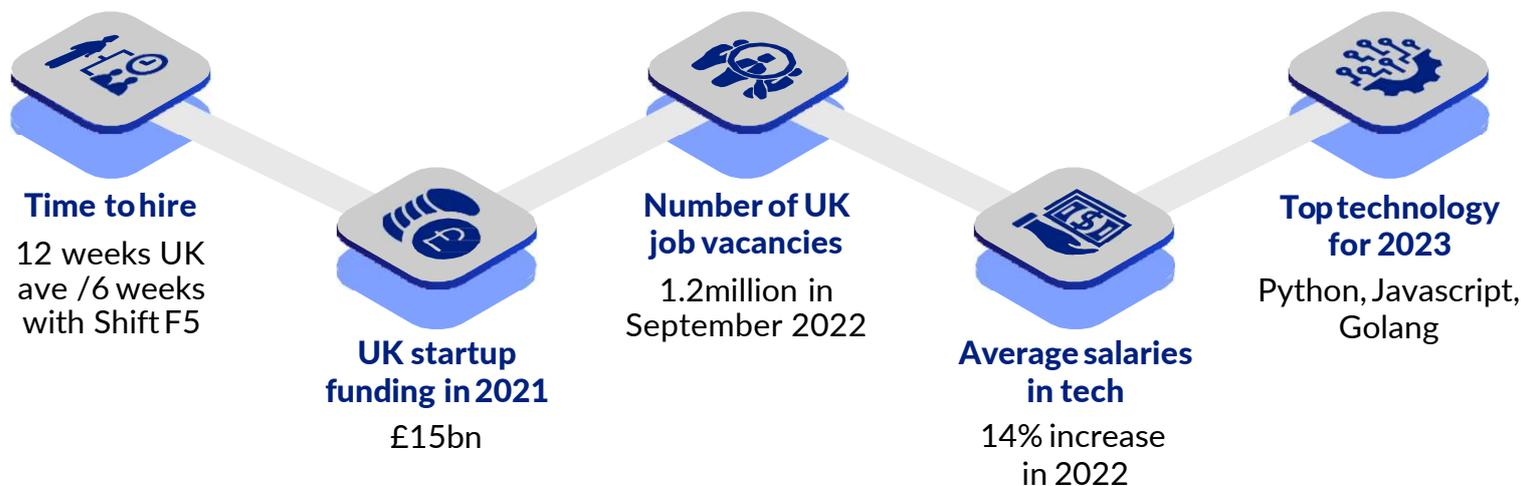 Time to hire
12 weeks UK
ave /6 weeks
with Shift F5
UK startup
funding in 2021
£15bn
Number of UK
job vacancies
1.2million in
September 2022
Average salaries
in tech
14% increase
in 2022
Top technology
for 2023
Python, Javascript,
Golang